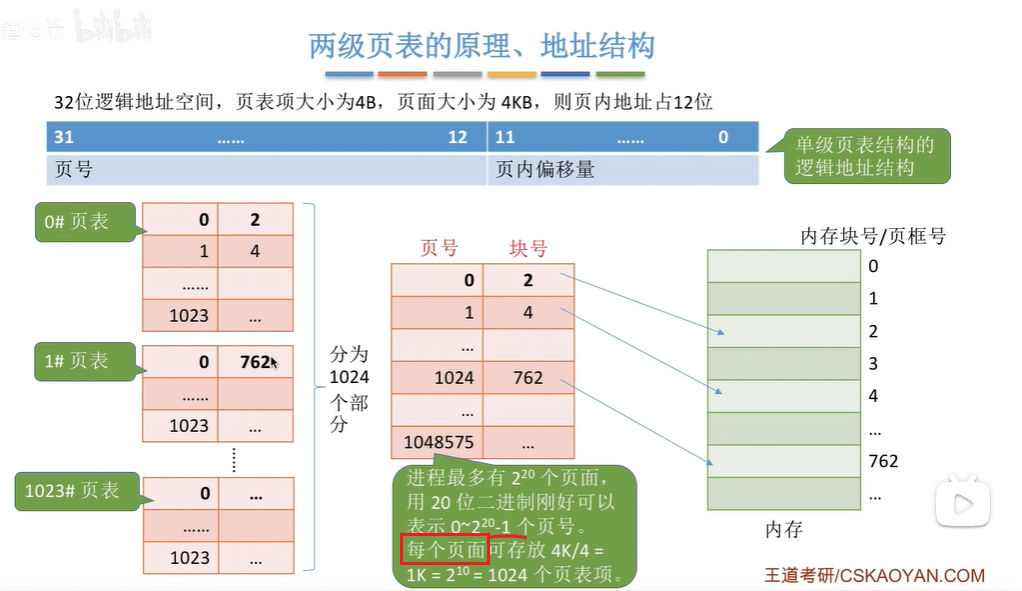 bilibili
两级页表的原理、地址结构
32位逻辑地址空间，页表项大小为4B，页面大小为 4KB，则页内地址占12位
31 …… 12 11 …… 0
页号 页内偏移量
单级页表结构的
逻辑地址结构
0# 页表
0 2
1 4
……
1023 …
1# 页表
0 762
……
1023 …
1023# 页表
0 …
……
1023 …
分为
1024
个部
分
页号 块号
0 2
1 4
…
1024 762
…
1048575 …
进程最多有 2²⁰ 个页面，
用 20 位二进制刚好可以
表示 0~2²⁰-1 个页号。
每个页面可存放 4K/4 =
1K = 2¹⁰ = 1024 个页表项。
内存块号/页框号
0
1
2
3
4
…
762
…
内存
王道考研/CSKAOYAN.COM